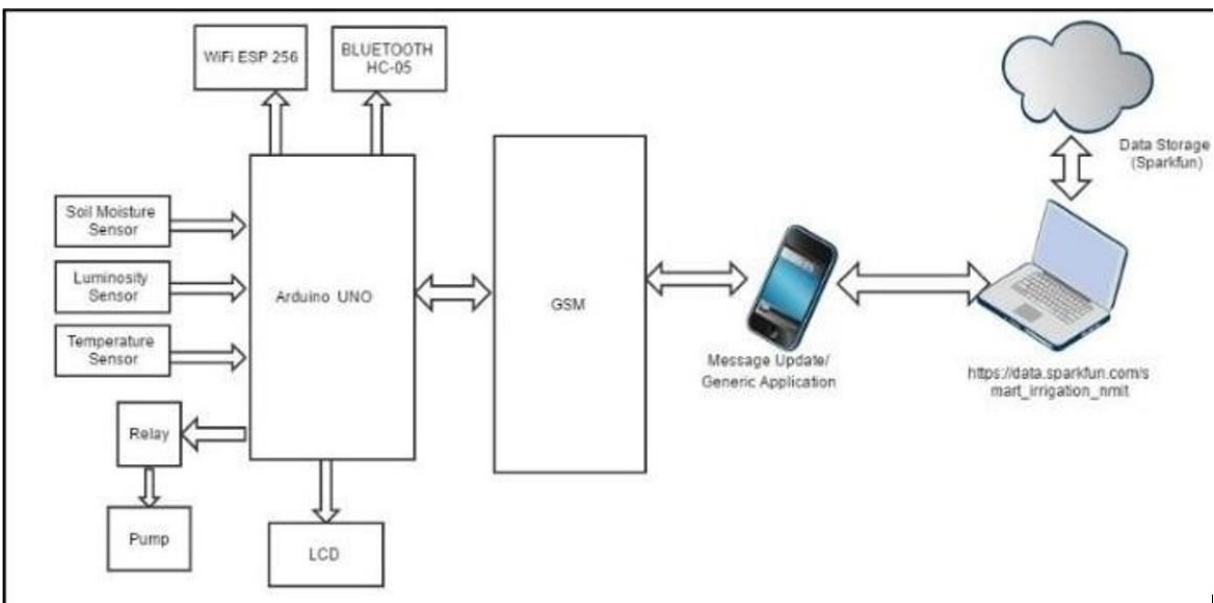 WiFi ESP 256
BLUETOOTH
HC-05
Data Storage
(Sparkfun)
Soil Moisture
Sensor
Luminosity
Sensor
Temperature
Sensor
Arduino UNO
GSM
Message Update/
Generic Application
https://data.sparkfun.com/s
mart_irrigation_nmit
Relay
Pump
LCD